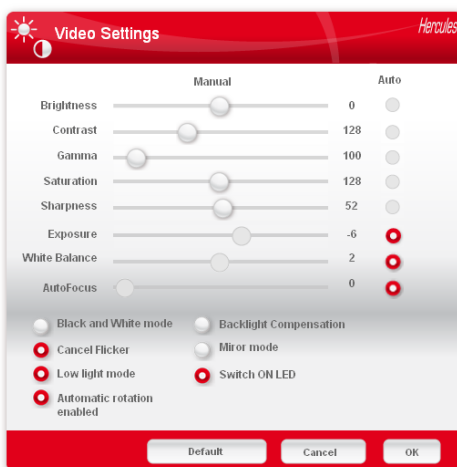 Video Settings
Hercules
Manual Auto
Brightness 0
Contrast 128
Gamma 100
Saturation 128
Sharpness 52
Exposure -6
White Balance 2
AutoFocus 0
Black and White mode Backlight Compensation
Cancel Flicker Miror mode
Low light mode Switch ON LED
Automatic rotation
enabled
Default Cancel OK